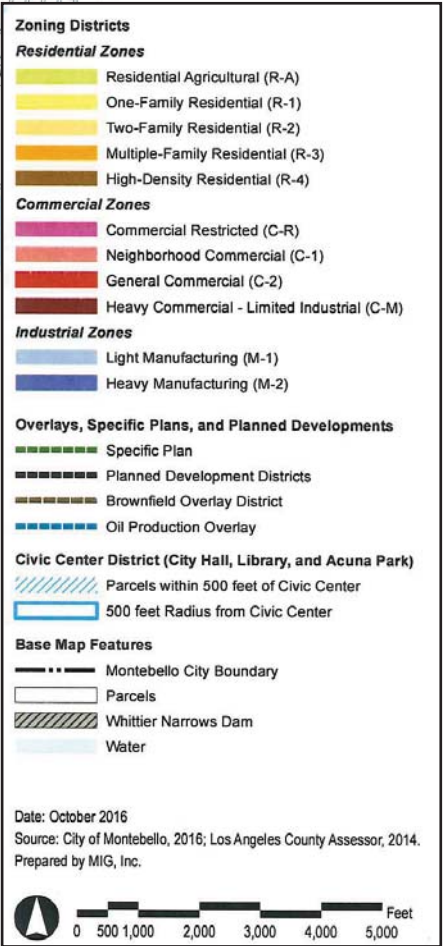 Zoning Districts
Residential Zones
Residential Agricultural (R-A)
One-Family Residential (R-1)
Two-Family Residential (R-2)
Multiple-Family Residential (R-3)
High-Density Residential (R-4)
Commercial Zones
Commercial Restricted (C-R)
Neighborhood Commercial (C-1)
General Commercial (C-2)
Heavy Commercial - Limited Industrial (C-M)
Industrial Zones
Light Manufacturing (M-1)
Heavy Manufacturing (M-2)
Overlays, Specific Plans, and Planned Developments
Specific Plan
Planned Development Districts
Brownfield Overlay District
Oil Production Overlay
Civic Center District (City Hall, Library, and Acuna Park)
Parcels within 500 feet of Civic Center
500 feet Radius from Civic Center
Base Map Features
Montebello City Boundary
Parcels
Whittier Narrows Dam
Water
Date: October 2016
Source: City of Montebello, 2016; Los Angeles County Assessor, 2014.
Prepared by MIG, Inc.
Feet
0 500 1,000 2,000 3,000 4,000 5,000